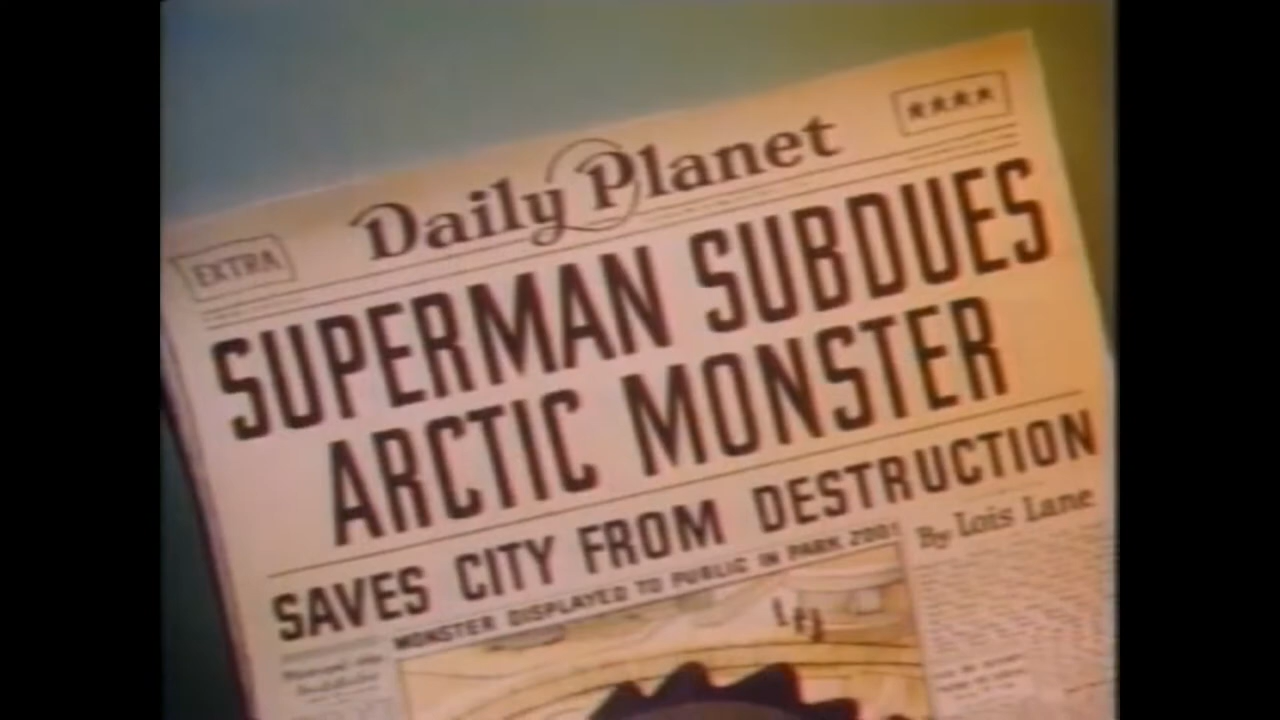 Daily Planet
EXTRA
SUPERMAN SUBDUES
ARCTIC MONSTER
SAVES CITY FROM DESTRUCTION
MONSTER DISPLAYED TO PUBLIC IN PARK ZOO!
By Lois Lane